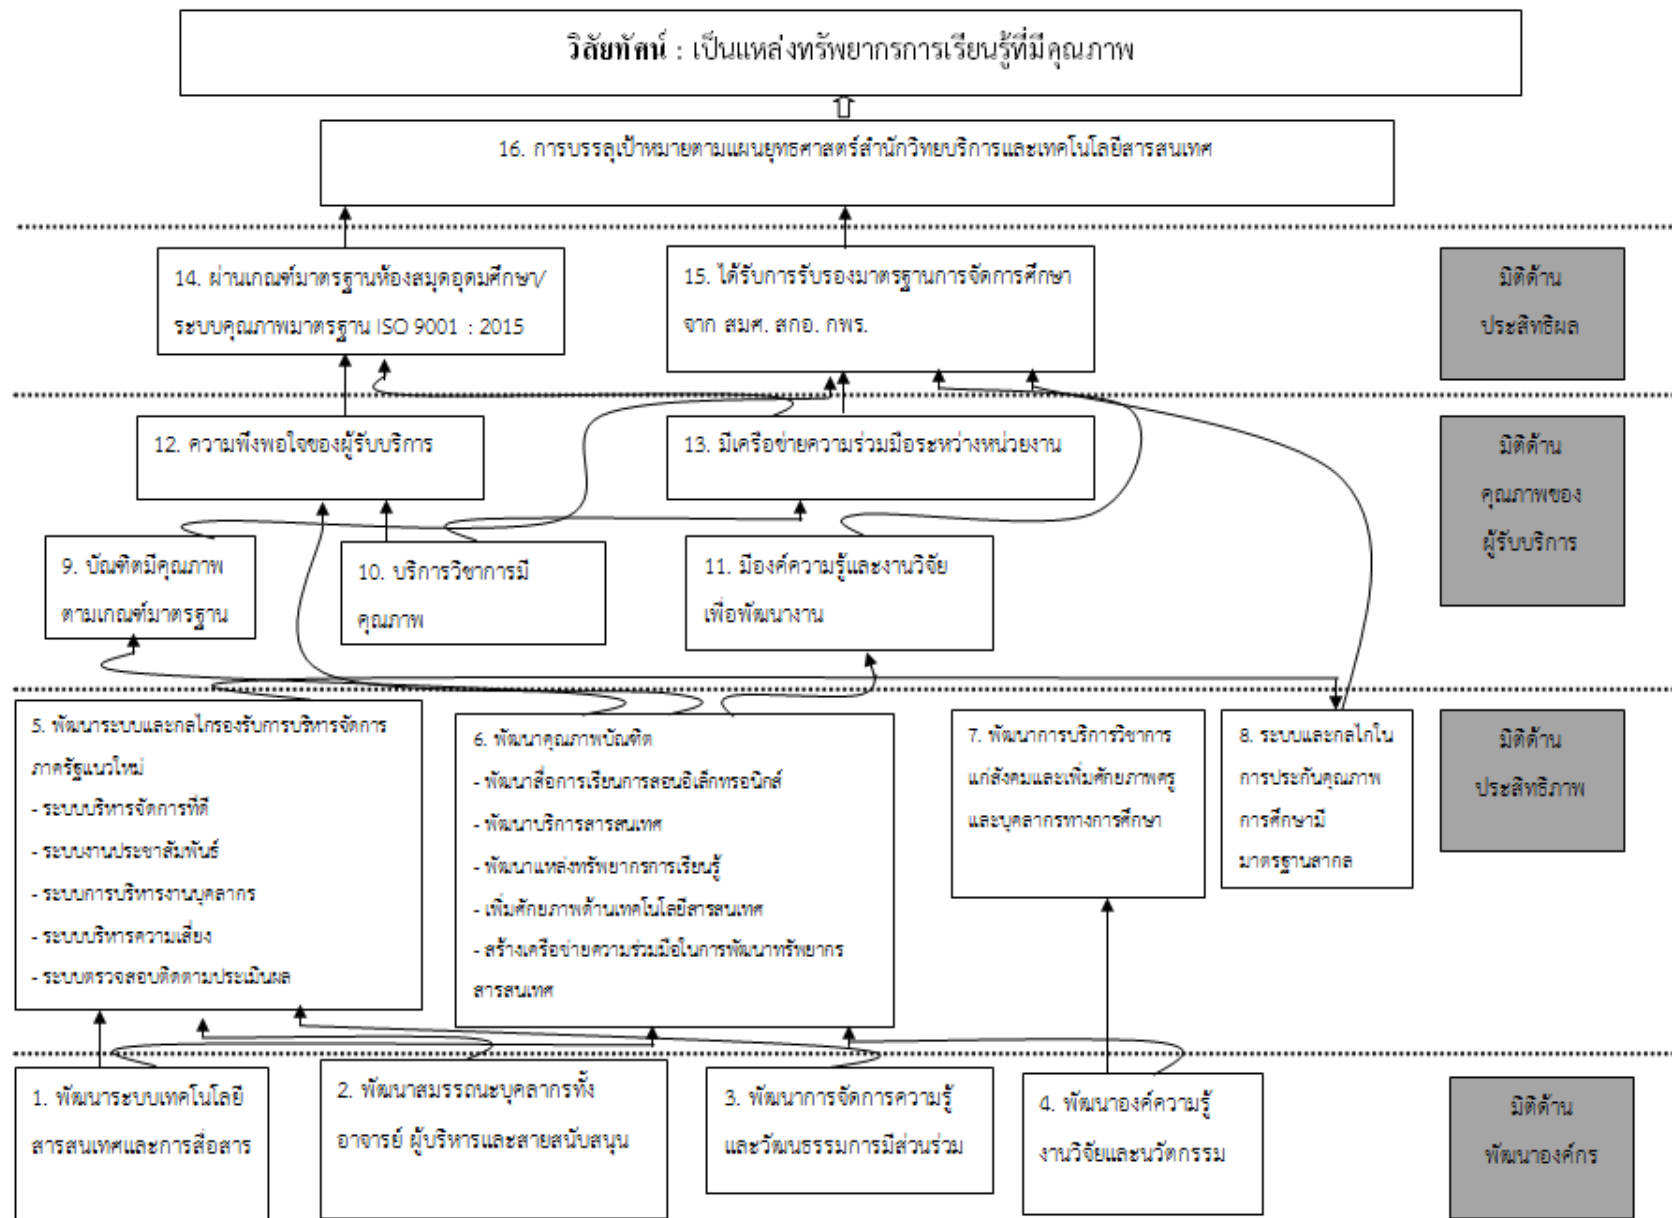 วิสัยทัศน์ : เป็นแหล่งทรัพยากรการเรียนรู้ที่มีคุณภาพ
16. การบรรลุเป้าหมายตามแผนยุทธศาสตร์สำนักวิทยบริการและเทคโนโลยีสารสนเทศ
14. ผ่านเกณฑ์มาตรฐานห้องสมุดอุดมศึกษา/
ระบบคุณภาพมาตรฐาน ISO 9001 : 2015
15. ได้รับการรับรองมาตรฐานการจัดการศึกษา
จาก สมศ. สกอ. กพร.
มิติด้าน
ประสิทธิผล
12. ความพึงพอใจของผู้รับบริการ
13. มีเครือข่ายความร่วมมือระหว่างหน่วยงาน
มิติด้าน
คุณภาพของ
ผู้รับบริการ
9. บัณฑิตมีคุณภาพ
ตามเกณฑ์มาตรฐาน
10. บริการวิชาการมี
คุณภาพ
11. มีองค์ความรู้และงานวิจัย
เพื่อพัฒนางาน
5. พัฒนาระบบและกลไกรองรับการบริหารจัดการ
ภาครัฐแนวใหม่
- ระบบบริหารจัดการที่ดี
- ระบบงานประชาสัมพันธ์
- ระบบการบริหารงานบุคลากร
- ระบบบริหารความเสี่ยง
- ระบบตรวจสอบติดตามประเมินผล
6. พัฒนาคุณภาพบัณฑิต
- พัฒนาสื่อการเรียนการสอนอิเล็กทรอนิกส์
- พัฒนาบริการสารสนเทศ
- พัฒนาแหล่งทรัพยากรการเรียนรู้
- เพิ่มศักยภาพด้านเทคโนโลยีสารสนเทศ
- สร้างเครือข่ายความร่วมมือในการพัฒนาทรัพยากร
สารสนเทศ
7. พัฒนาการบริการวิชาการ
แก่สังคมและเพิ่มศักยภาพครู
และบุคลากรทางการศึกษา
8. ระบบและกลไกใน
การประกันคุณภาพ
การศึกษามี
มาตรฐานสากล
มิติด้าน
ประสิทธิภาพ
1. พัฒนาระบบเทคโนโลยี
สารสนเทศและการสื่อสาร
2. พัฒนาสมรรถนะบุคลากรทั้ง
อาจารย์ ผู้บริหารและสายสนับสนุน
3. พัฒนาการจัดการความรู้
และวัฒนธรรมการมีส่วนร่วม
4. พัฒนาองค์ความรู้
งานวิจัยและนวัตกรรม
มิติด้าน
พัฒนาองค์กร